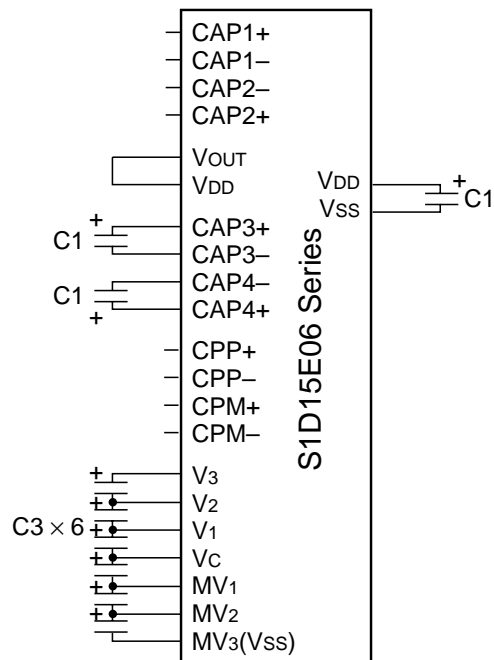 CAP1+
CAP1–
CAP2–
CAP2+
VOUT
VDD
VDD
+
C1
VSS
+
C1
CAP3+
CAP3–
C1
+
CAP4–
CAP4+
S1D15E06 Series
CPP+
CPP–
CPM+
CPM–
+
V3
+
V2
C3 × 6
+
V1
+
VC
+
MV1
+
MV2
MV3(VSS)